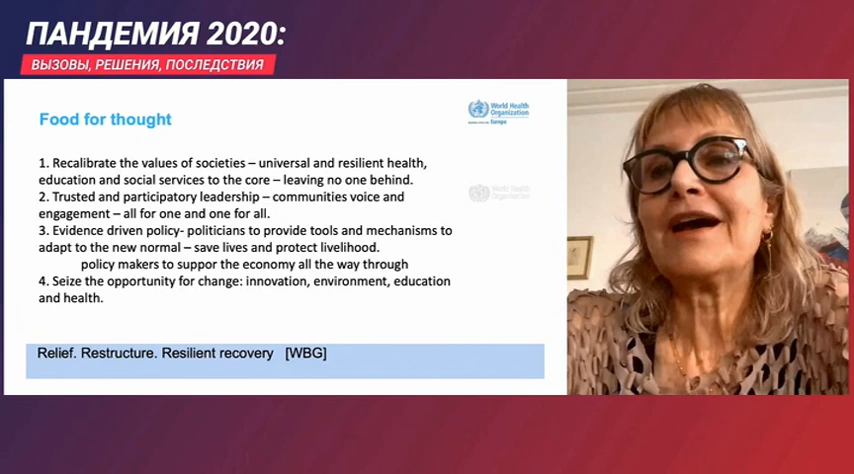 ПАНДЕМИЯ 2020:
ВЫЗОВЫ, РЕШЕНИЯ, ПОСЛЕДСТВИЯ
Food for thought
World Health
Organization
Europe
1. Recalibrate the values of societies – universal and resilient health,
education and social services to the core – leaving no one behind.
World Health
Organization
2. Trusted and participatory leadership – communities voice and
engagement – all for one and one for all.
3. Evidence driven policy- politicians to provide tools and mechanisms to
adapt to the new normal – save lives and protect livelihood.
policy makers to suppor the economy all the way through
4. Seize the opportunity for change: innovation, environment, education
and health.
Relief. Restructure. Resilient recovery [WBG]